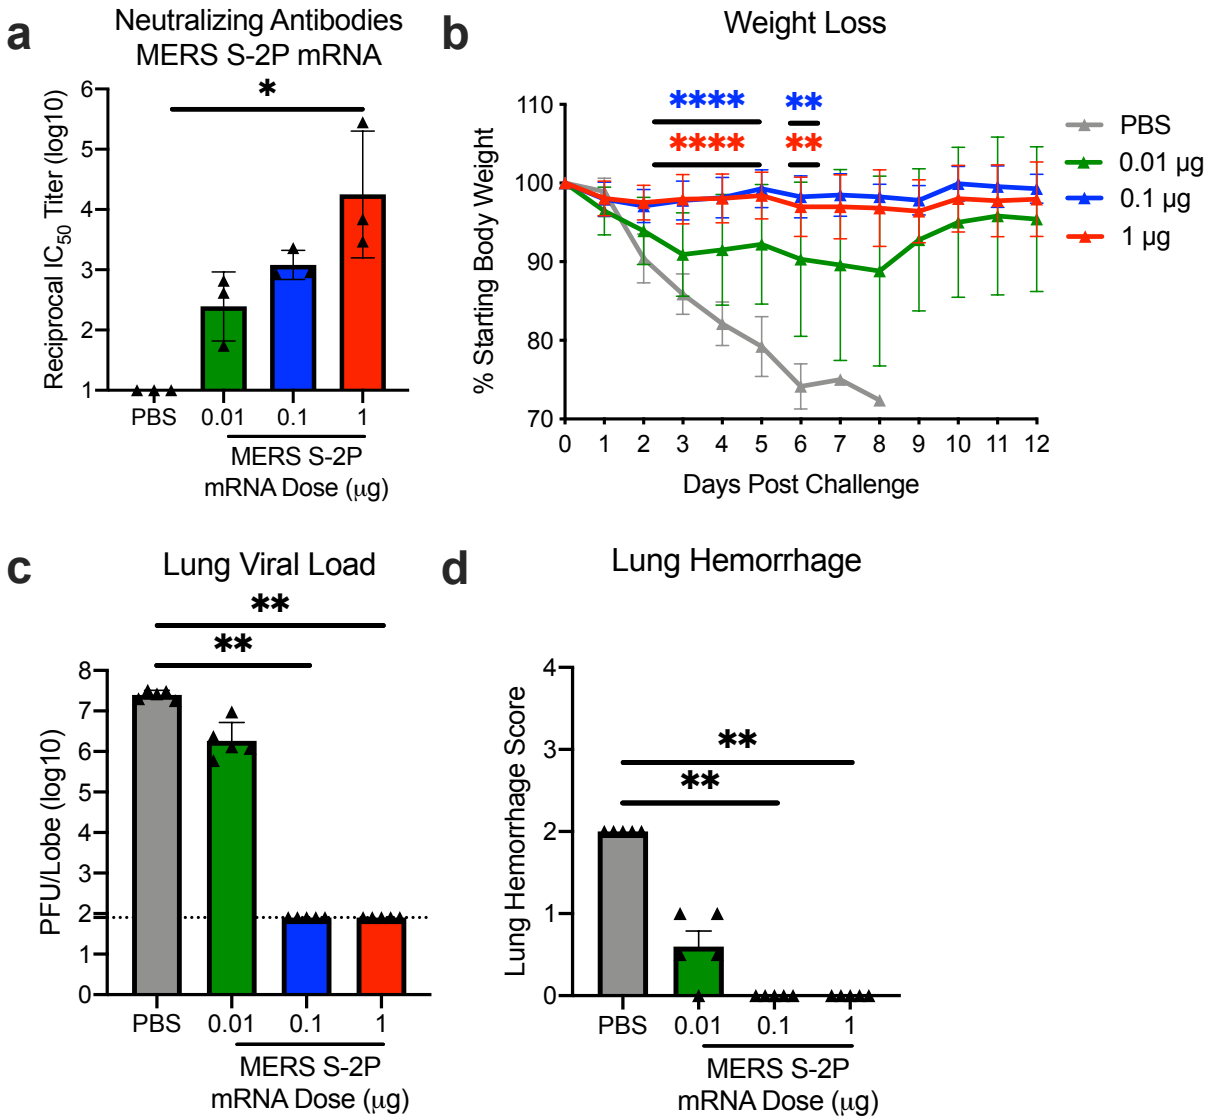 a
Neutralizing Antibodies
MERS S-2P mRNA
*
Reciprocal IC50 Titer (log10)
6
5
4
3
2
1
PBS 0.01 0.1 1
MERS S-2P
mRNA Dose (μg)
b
Weight Loss
**** **
**** **
% Starting Body Weight
110
100
90
80
70
0 1 2 3 4 5 6 7 8 9 10 11 12
Days Post Challenge
PBS
0.01 μg
0.1 μg
1 μg
c
Lung Viral Load
**
**
PFU/Lobe (log10)
8
7
6
5
4
3
2
1
0
PBS 0.01 0.1 1
MERS S-2P
mRNA Dose (μg)
d
Lung Hemorrhage
**
**
Lung Hemorrhage Score
4
3
2
1
0
PBS 0.01 0.1 1
MERS S-2P
mRNA Dose (μg)